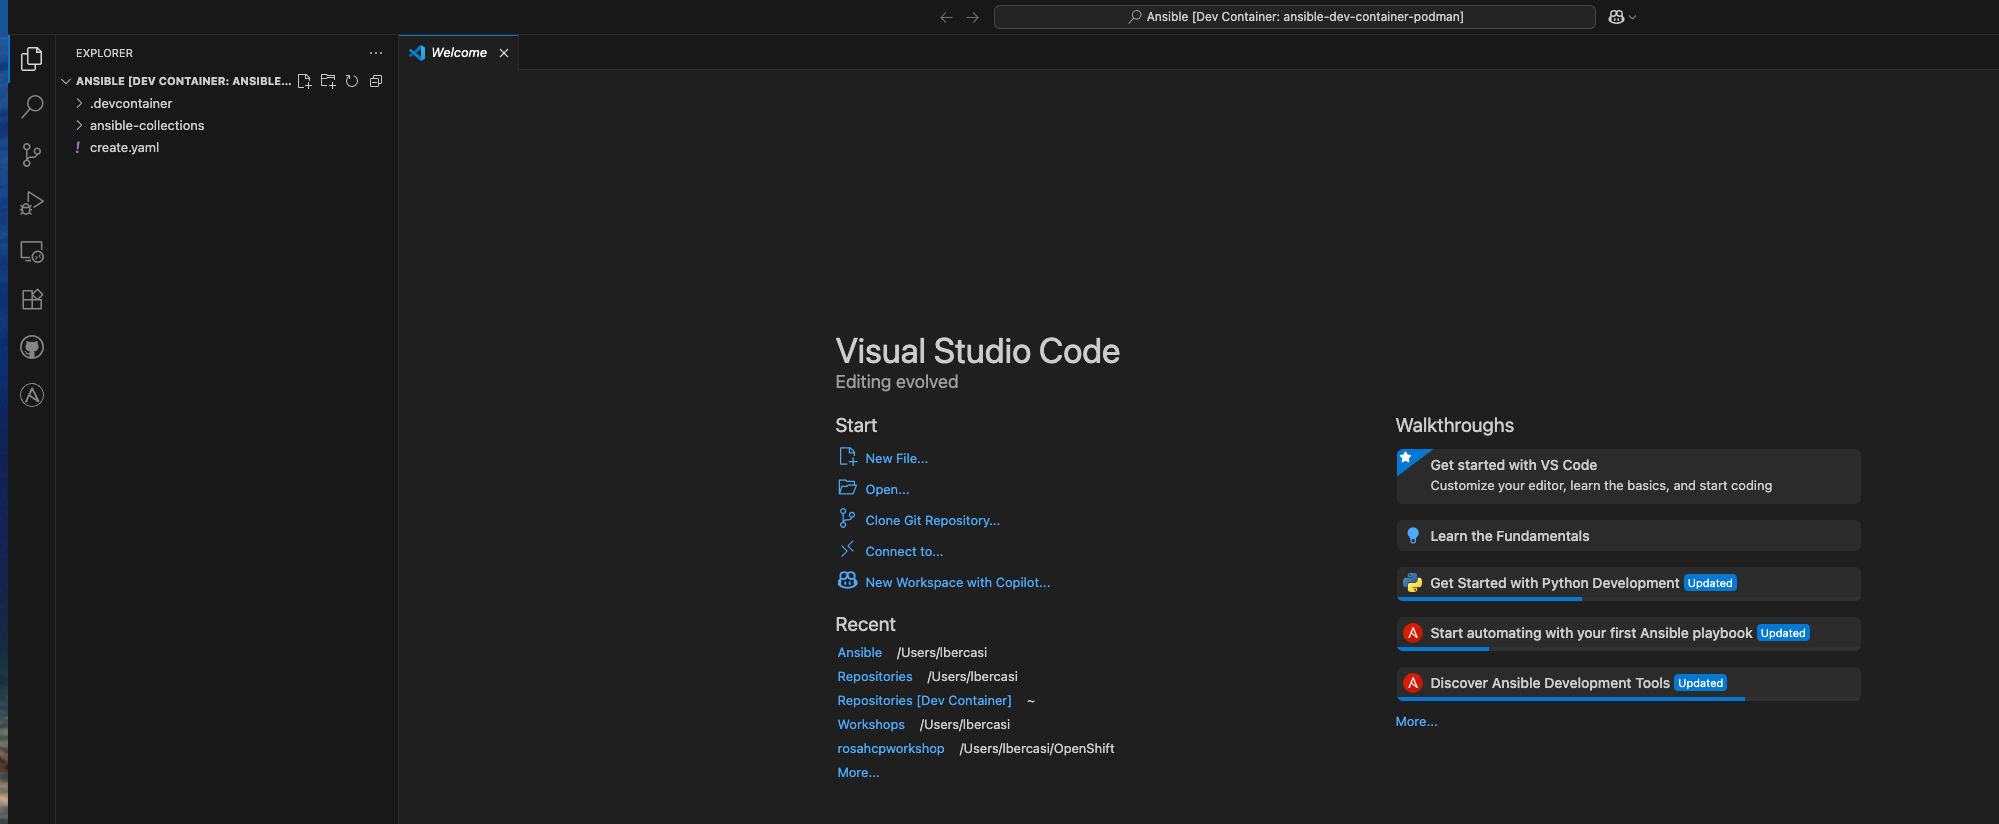 Ansible [Dev Container: ansible-dev-container-podman]
EXPLORER
Welcome
ANSIBLE [DEV CONTAINER: ANSIBLE...
.devcontainer
ansible-collections
! create.yaml
Visual Studio Code
Editing evolved
Start
New File...
Open...
Clone Git Repository...
Connect to...
New Workspace with Copilot...
Recent
Ansible /Users/lbercasi
Repositories /Users/lbercasi
Repositories [Dev Container] ~
Workshops /Users/lbercasi
rosahcpworkshop /Users/lbercasi/OpenShift
More...
Walkthroughs
Get started with VS Code
Customize your editor, learn the basics, and start coding
Learn the Fundamentals
Get Started with Python Development Updated
Start automating with your first Ansible playbook Updated
Discover Ansible Development Tools Updated
More...